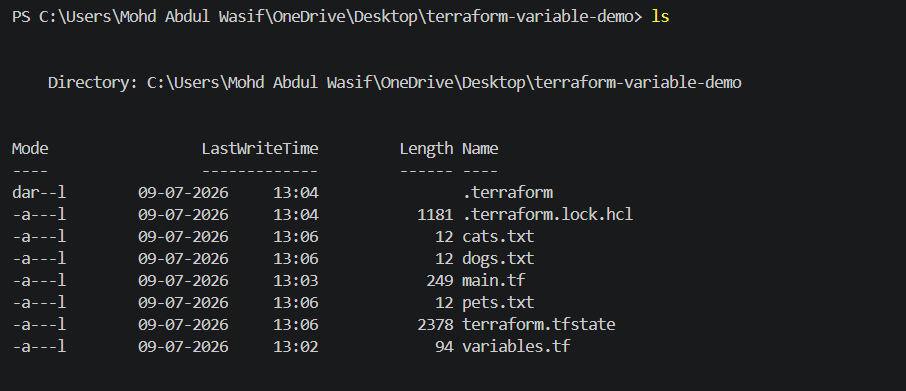 PS C:\Users\Mohd Abdul Wasif\OneDrive\Desktop\terraform-variable-demo> ls
Directory: C:\Users\Mohd Abdul Wasif\OneDrive\Desktop\terraform-variable-demo
Mode LastWriteTime Length Name
---- ------------- ------ ----
dar--l 09-07-2026 13:04 .terraform
-a---l 09-07-2026 13:04 1181 .terraform.lock.hcl
-a---l 09-07-2026 13:06 12 cats.txt
-a---l 09-07-2026 13:06 12 dogs.txt
-a---l 09-07-2026 13:03 249 main.tf
-a---l 09-07-2026 13:06 12 pets.txt
-a---l 09-07-2026 13:06 2378 terraform.tfstate
-a---l 09-07-2026 13:02 94 variables.tf